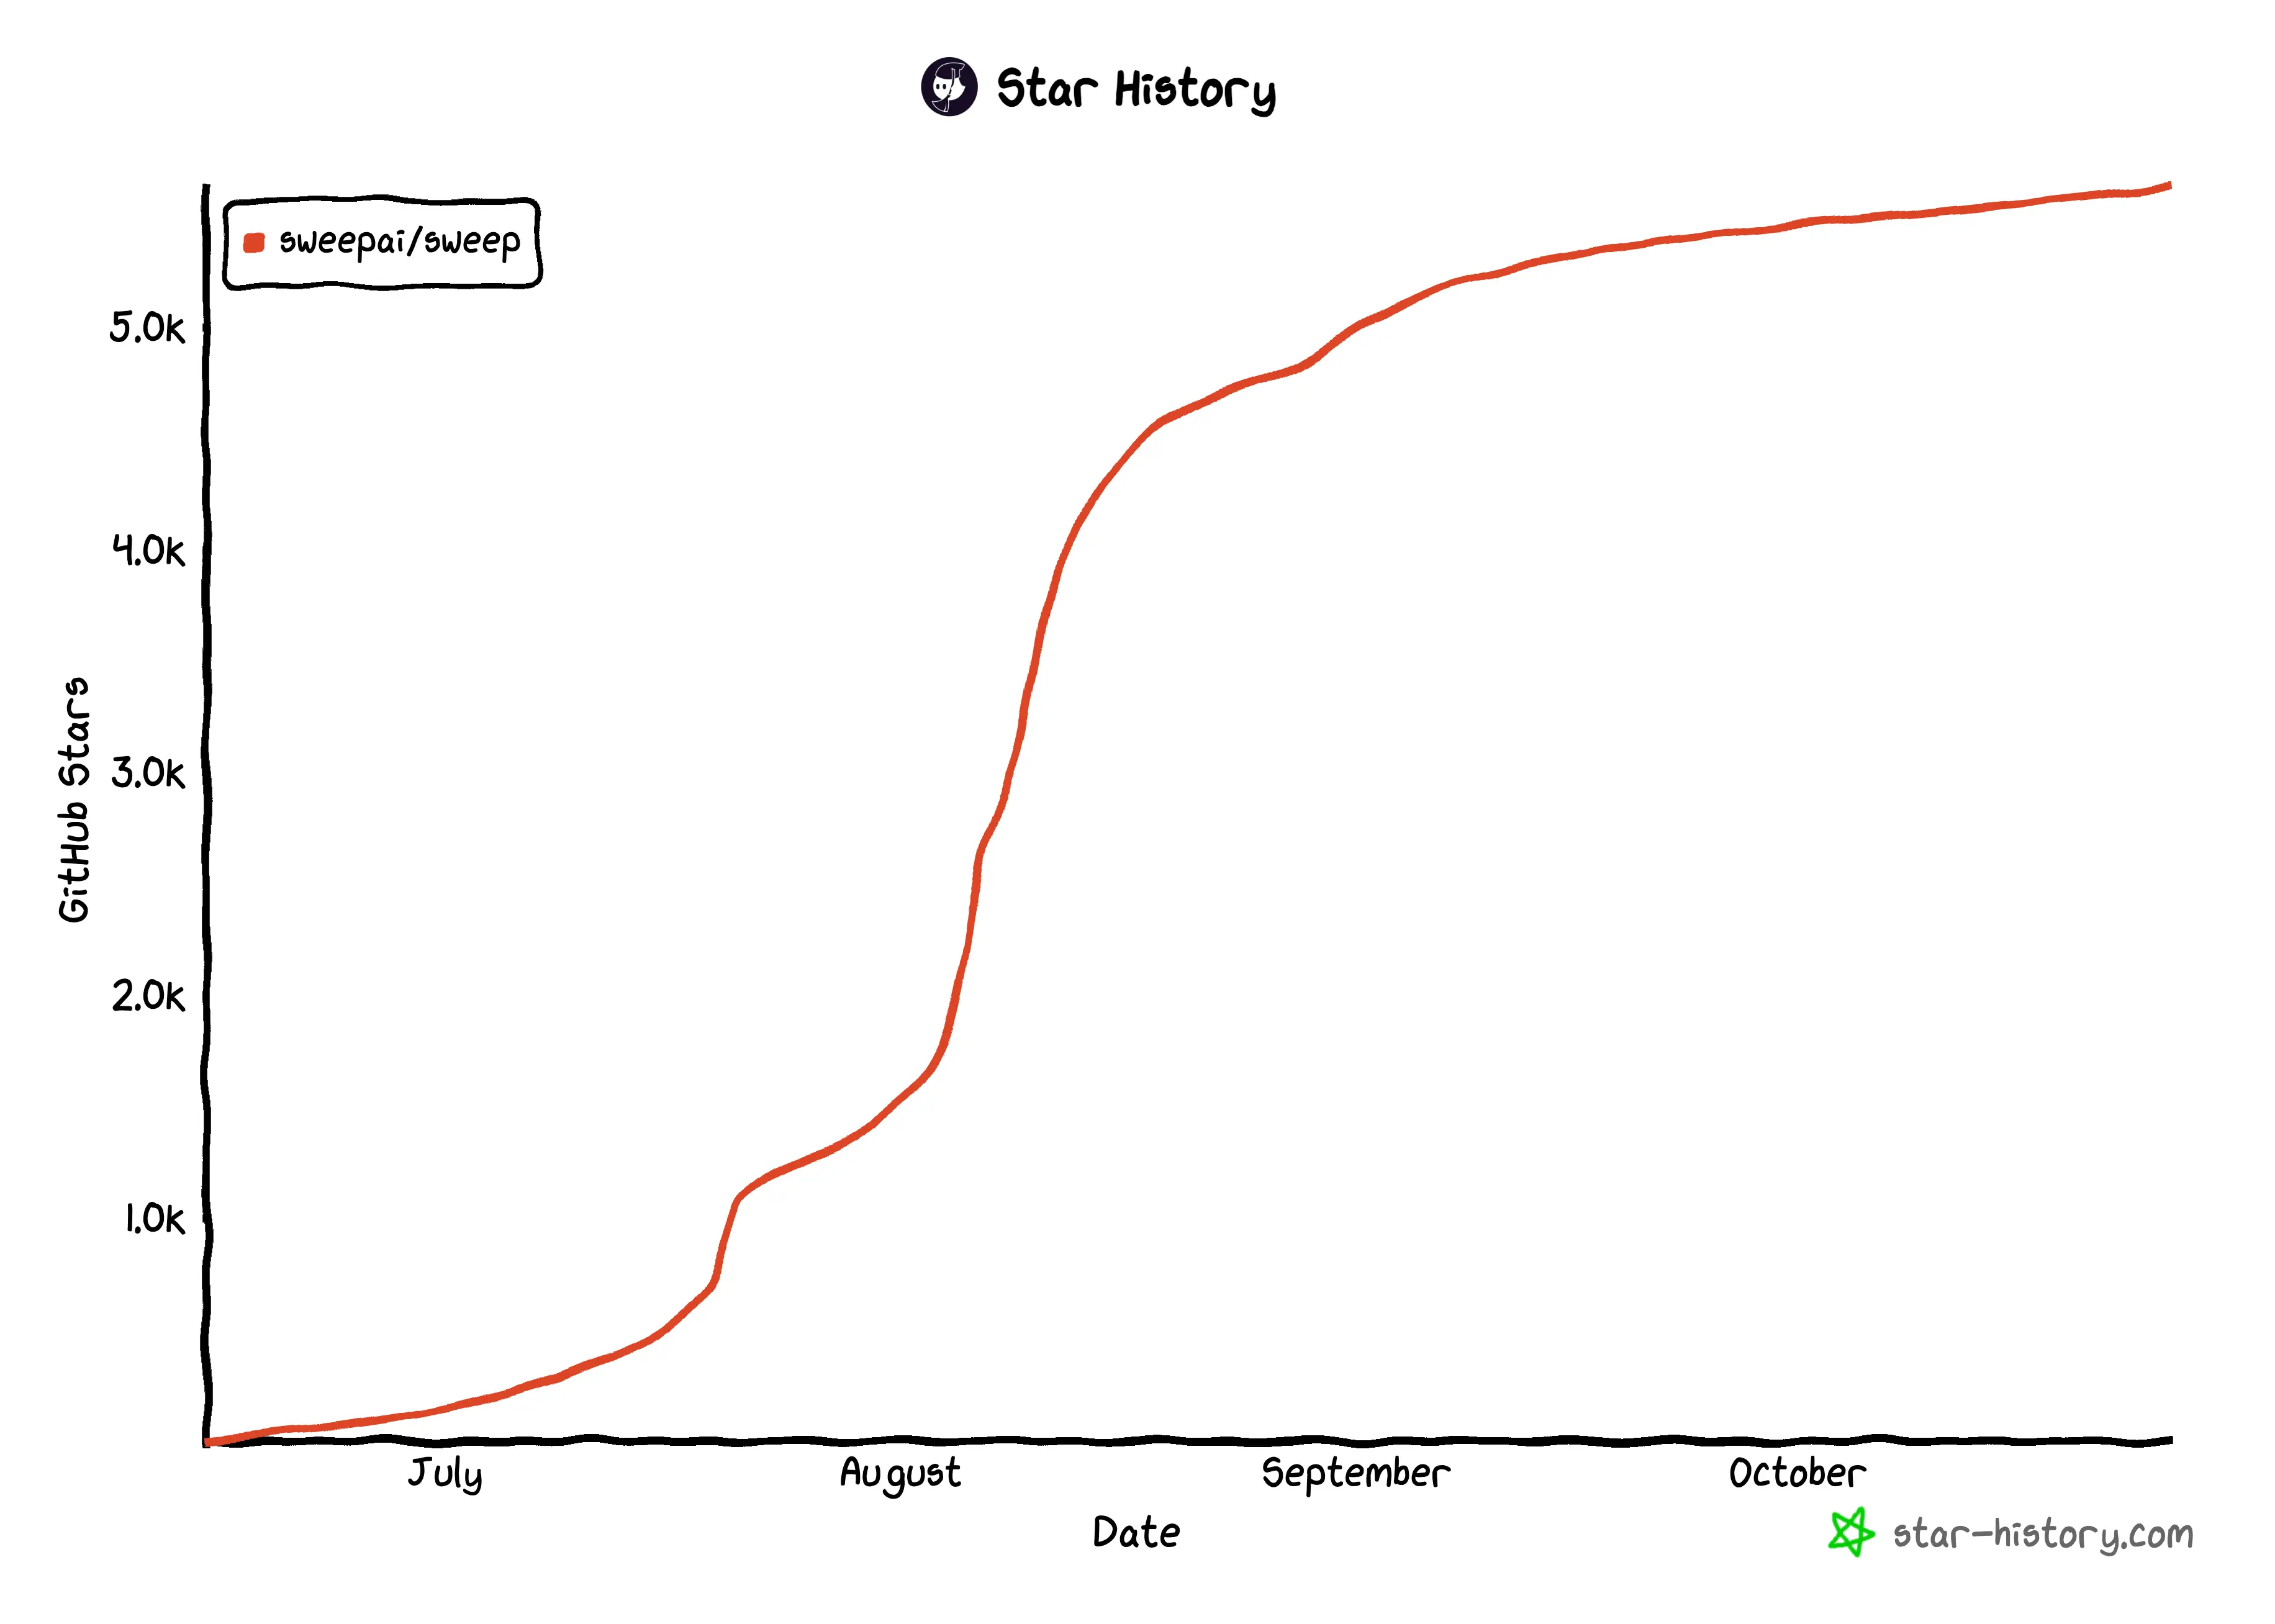 Star History
sweepai/sweep
5.0K
4.0K
3.0K
2.0K
1.0K
GitHub Stars
July August September October
Date
star-history.com